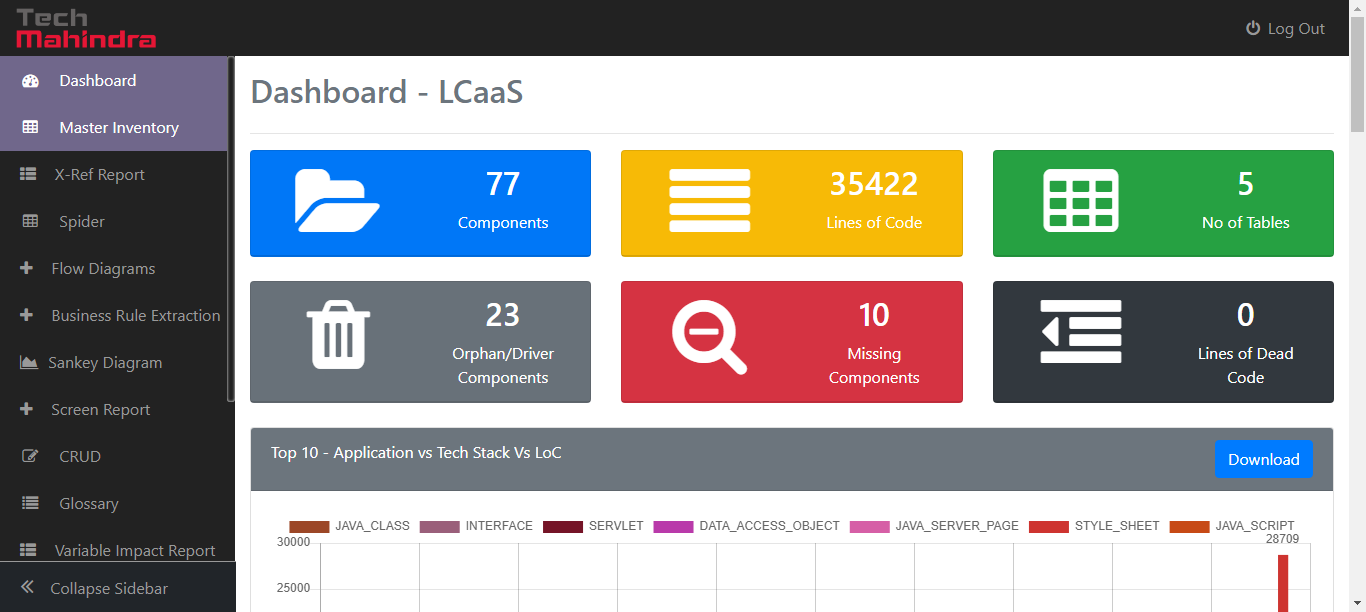 Tech
Mahindra
Log Out
Dashboard
Master Inventory
X-Ref Report
Spider
Flow Diagrams
Business Rule Extraction
Sankey Diagram
Screen Report
CRUD
Glossary
Variable Impact Report
Collapse Sidebar
Dashboard - LCaaS
77
Components
35422
Lines of Code
5
No of Tables
23
Orphan/Driver
Components
10
Missing
Components
0
Lines of Dead
Code
Top 10 - Application vs Tech Stack Vs LoC
Download
JAVA_CLASS INTERFACE SERVLET DATA_ACCESS_OBJECT JAVA_SERVER_PAGE STYLE_SHEET JAVA_SCRIPT
28709
30000
25000